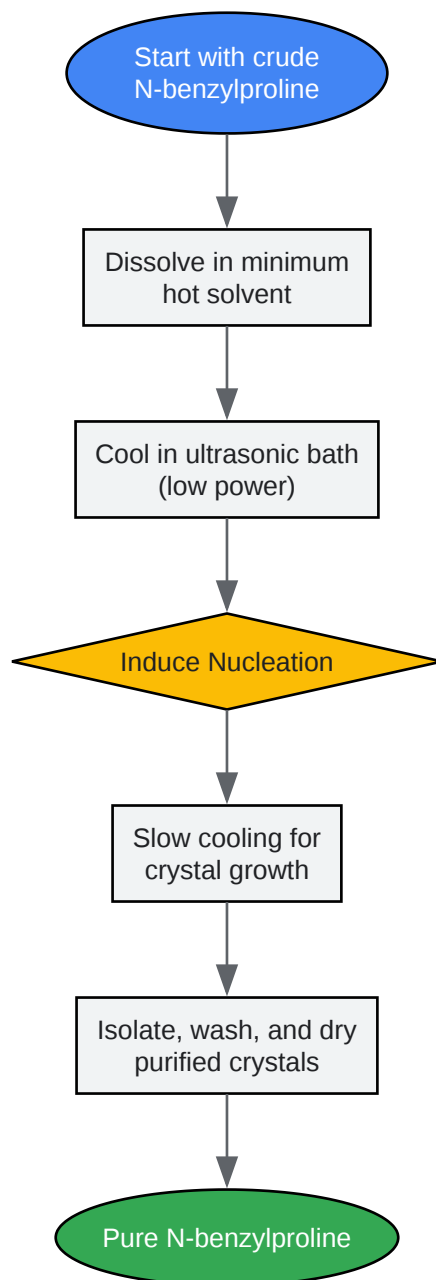 Start with crude
N-benzylproline
Dissolve in minimum
hot solvent
Cool in ultrasonic bath
(low power)
Induce Nucleation
Slow cooling for
crystal growth
Isolate, wash, and dry
purified crystals
Pure N-benzylproline